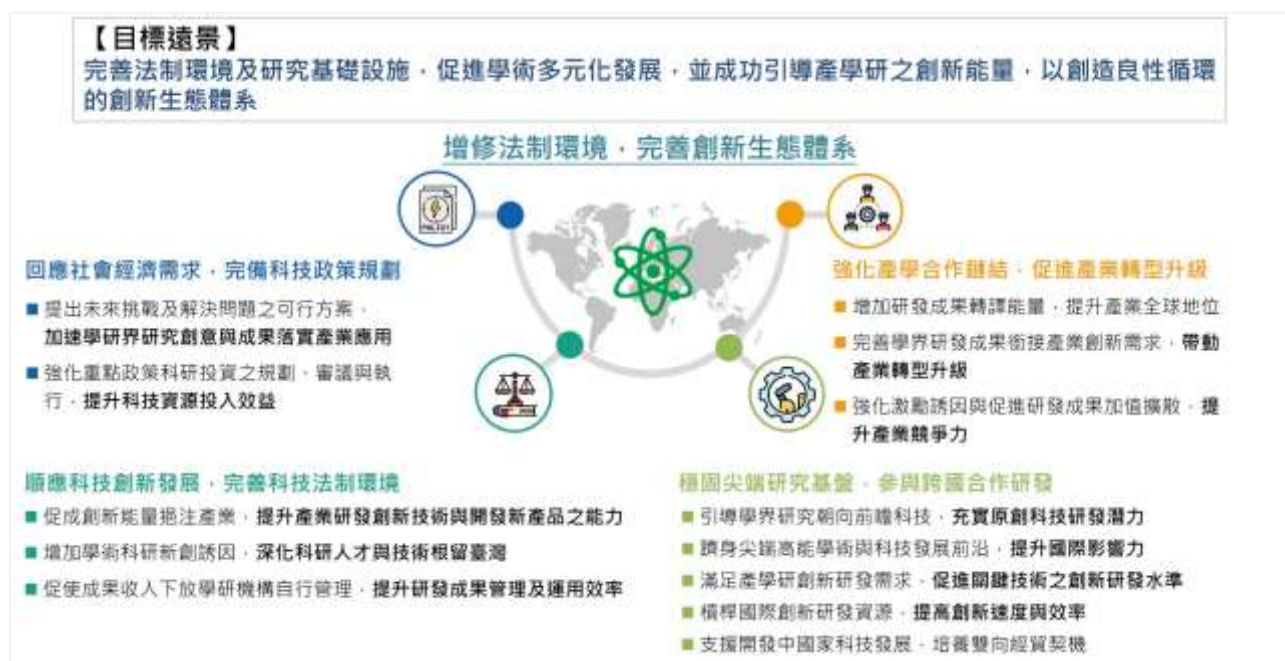 【目標遠景】
完善法制環境及研究基礎設施，促進學術多元化發展，並成功引導產學研之創新能量，以創造良性循環
的創新生態體系
增修法制環境，完善創新生態體系
POLICY
回應社會經濟需求，完備科技政策規劃
■ 提出未來挑戰及解決問題之可行方案，
加速學研界研究創意與成果落實產業應用
■ 強化重點政策科研投資之規劃、審議與執
行，提升科技資源投入效益
強化產學合作鏈結，促進產業轉型升級
■ 增加研發成果轉譯能量，提升產業全球地位
■ 完善學界研發成果銜接產業創新需求，帶動
產業轉型升級
■ 強化激勵誘因與促進研發成果加值擴散，提
升產業競爭力
順應科技創新發展，完善科技法制環境
■ 促成創新能量挹注產業，提升產業研發創新技術與開發新產品之能力
■ 增加學術科研新創誘因，深化科研人才與技術根留臺灣
■ 促使成果收入下放學研機構自行管理，提升研發成果管理及運用效率
穩固尖端研究基盤，參與跨國合作研發
■ 引導學界研究朝向前瞻科技，充實原創科技研發潛力
■ 躋身尖端高能學術與科技發展前沿，提升國際影響力
■ 滿足產學研創新研發需求，促進關鍵技術之創新研發水準
■ 槓桿國際創新研發資源，提高創新速度與效率
■ 支援開發中國家科技發展，培養雙向經貿契機